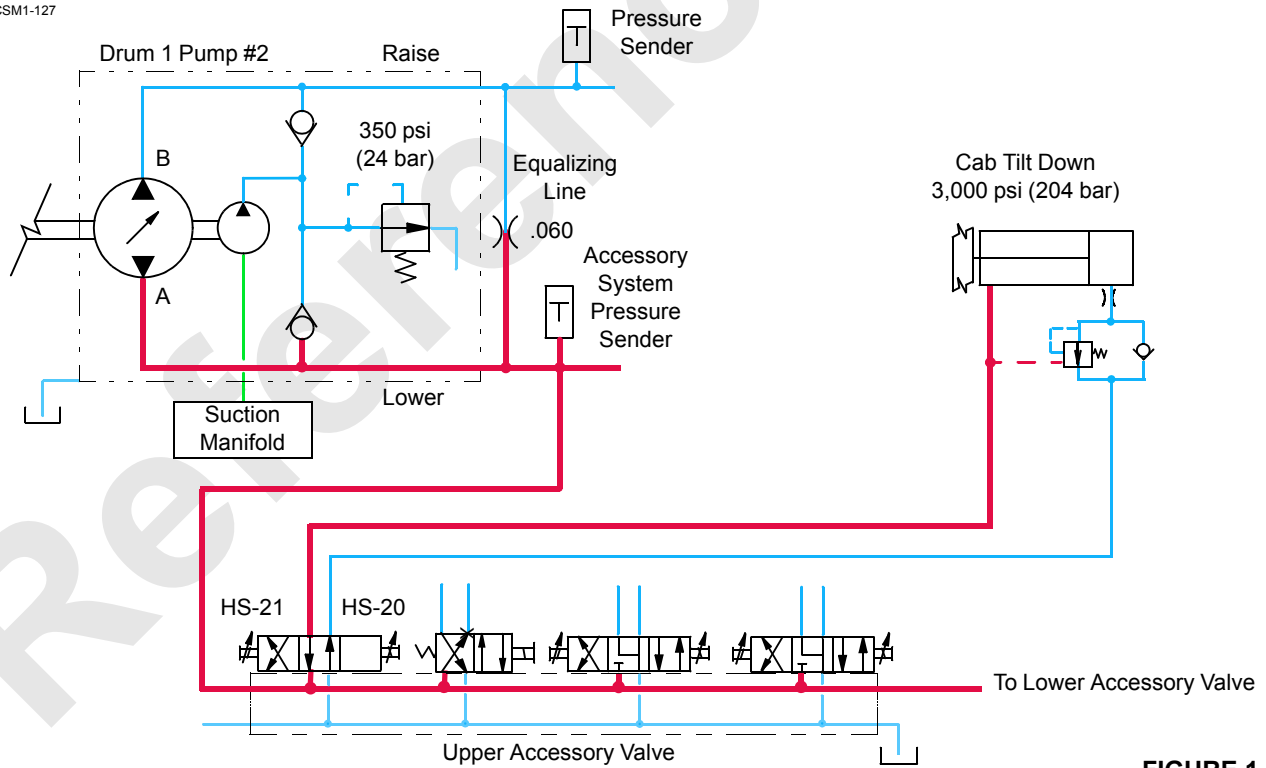 CSM1-127
Pressure
Sender
Drum 1 Pump #2
Raise
350 psi
(24 bar)
B
Equalizing
Line
.060
Cab Tilt Down
3,000 psi (204 bar)
A
Accessory
System
Pressure
Sender
Lower
Suction
Manifold
HS-21
HS-20
To Lower Accessory Valve
Upper Accessory Valve